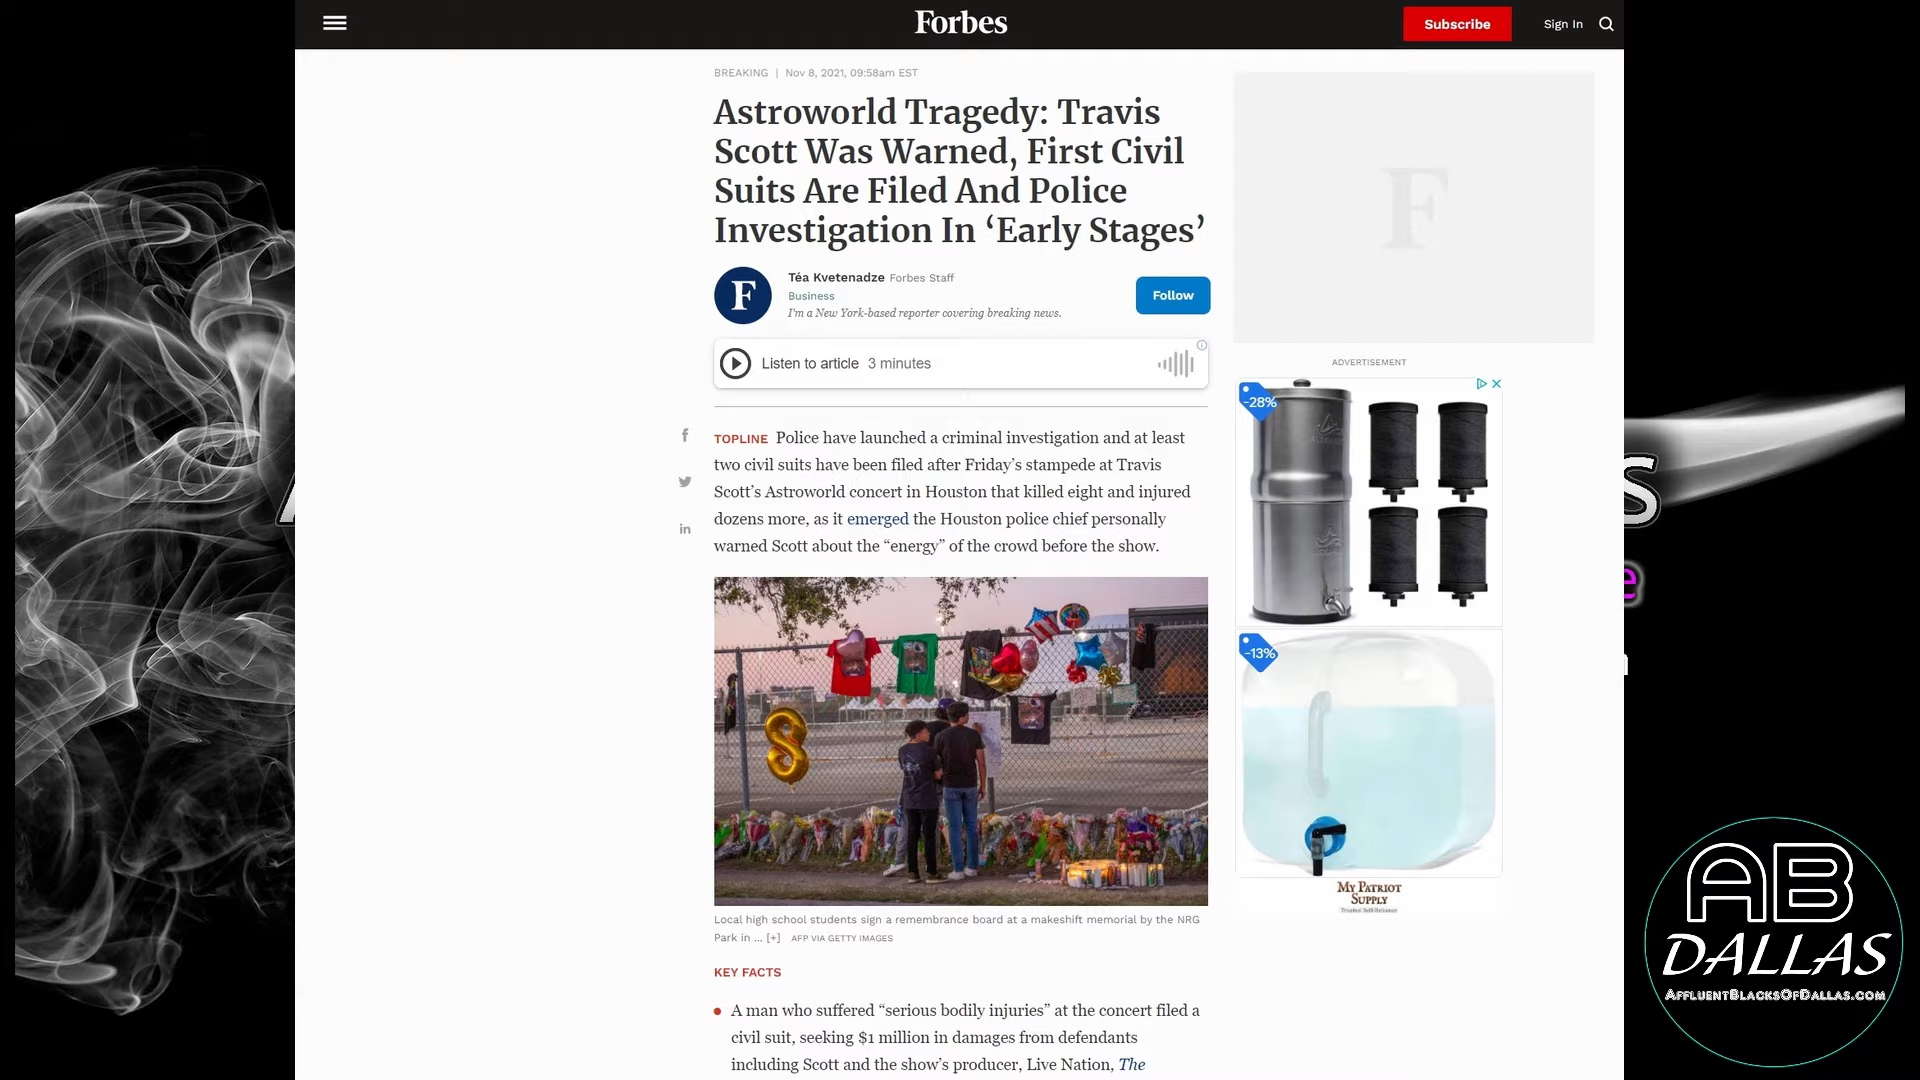 Forbes
Subscribe
Sign In
BREAKING | Nov 8, 2021, 09:58am EST
Astroworld Tragedy: Travis
Scott Was Warned, First Civil
Suits Are Filed And Police
Investigation In ‘Early Stages’
F
Téa Kvetenadze Forbes Staff
Business
I'm a New York-based reporter covering breaking news.
Follow
Listen to article 3 minutes
TOPLINE Police have launched a criminal investigation and at least
two civil suits have been filed after Friday’s stampede at Travis
Scott’s Astroworld concert in Houston that killed eight and injured
dozens more, as it emerged the Houston police chief personally
warned Scott about the “energy” of the crowd before the show.
8
Local high school students sign a remembrance board at a makeshift memorial by the NRG
Park in ... [+] AFP VIA GETTY IMAGES
KEY FACTS
A man who suffered “serious bodily injuries” at the concert filed a
civil suit, seeking $1 million in damages from defendants
including Scott and the show’s producer, Live Nation, The
F
ADVERTISEMENT
-28%
-13%
MY PATRIOT
SUPPLY
Trusted Self-Reliance
S
e
AB
DALLAS
AFFLUENTBLACKSOFDALLAS.COM